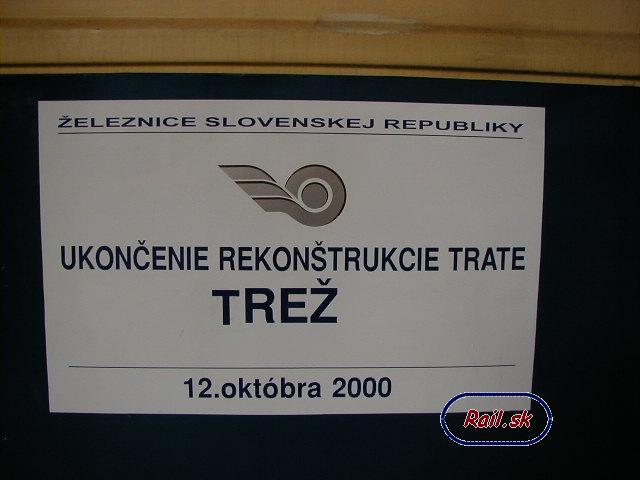 ŽELEZNICE SLOVENSKEJ REPUBLIKY
UKONČENIE REKONŠTRUKCIE TRATE
TREŽ
12.októbra 2000
Rail.sk